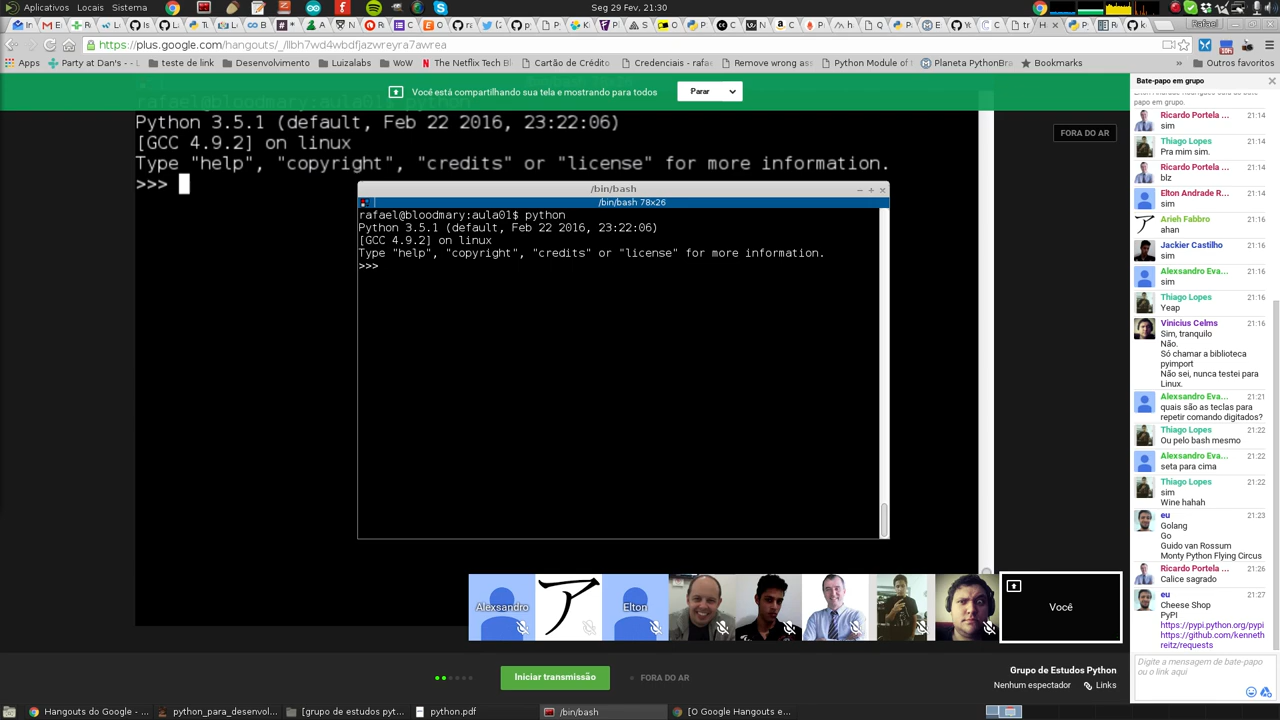 Aplicativos Locais Sistema
Seg 29 Fev, 21:30
Rafael
https://plus.google.com/hangouts/_/llbh7wd4wbdfjazwreyra7awrea
Apps
Party at Dan's - ...
teste de link
Desenvolvimento
Luizalabs
WoW
The Netflix Tech B...
Cartão de Crédito
Credenciais - rafael
Remove wrong ass
Python Module of
Planeta PythonBra
Bookmarks
»
Outros favoritos
Você está compartilhando sua tela e mostrando para todos
Parar
FORA DO AR
rafael@bloodmary:aula01$ python
Python 3.5.1 (default, Feb 22 2016, 23:22:06)
[GCC 4.9.2] on linux
Type "help", "copyright", "credits" or "license" for more information.
>>>
/bin/bash
/bin/bash 78x26
rafael@bloodmary:aula01$ python
Python 3.5.1 (default, Feb 22 2016, 23:22:06)
[GCC 4.9.2] on linux
Type "help", "copyright", "credits" or "license" for more information.
>>>
Bate-papo em grupo
papo em grupo.
Ricardo Portela ... 21:14
sim
Thiago Lopes 21:14
Pra mim sim.
Ricardo Portela ... 21:14
blz
Elton Andrade R... 21:14
sim
Arieh Fabbro 21:16
ahan
Jackier Castilho 21:16
sim
Alexsandro Eva... 21:16
sim
Thiago Lopes 21:16
Yeap
Vinicius Celms 21:16
Sim, tranquilo
Não.
Só chamar a biblioteca
pyimport
Não sei, nunca testei para
Linux.
Alexsandro Eva... 21:21
quais são as teclas para
repetir comando digitados?
Thiago Lopes 21:22
Ou pelo bash mesmo
Alexsandro Eva... 21:22
seta para cima
Thiago Lopes 21:22
sim
Wine hahah
eu 21:23
Golang
Go
Guido van Rossum
Monty Python Flying Circus
Ricardo Portela ... 21:26
Calice sagrado
eu 21:27
Cheese Shop
PyPI
https://pypi.python.org/pypi
https://github.com/kenneth
reitz/requests
Digite a mensagem de bate-papo
ou o link aqui
Alexsandro
ア
Elton
Você
Iniciar transmissão
FORA DO AR
Grupo de Estudos Python
Nenhum espectador
Links
Hangouts do Google - ...
python_para_desenvol...
[grupo de estudos pyt...
python.pdf
/bin/bash
[O Google Hangouts e...